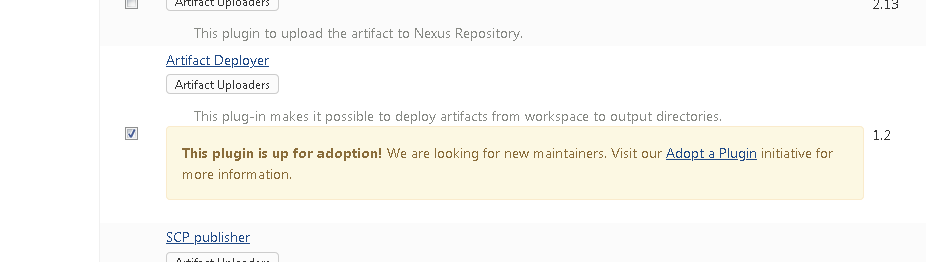 Artifact Uploaders
2.13
This plugin to upload the artifact to Nexus Repository.
Artifact Deployer
Artifact Uploaders
This plug-in makes it possible to deploy artifacts from workspace to output directories.
1.2
This plugin is up for adoption! We are looking for new maintainers. Visit our Adopt a Plugin initiative for
more information.
SCP publisher
Artifact Uploaders